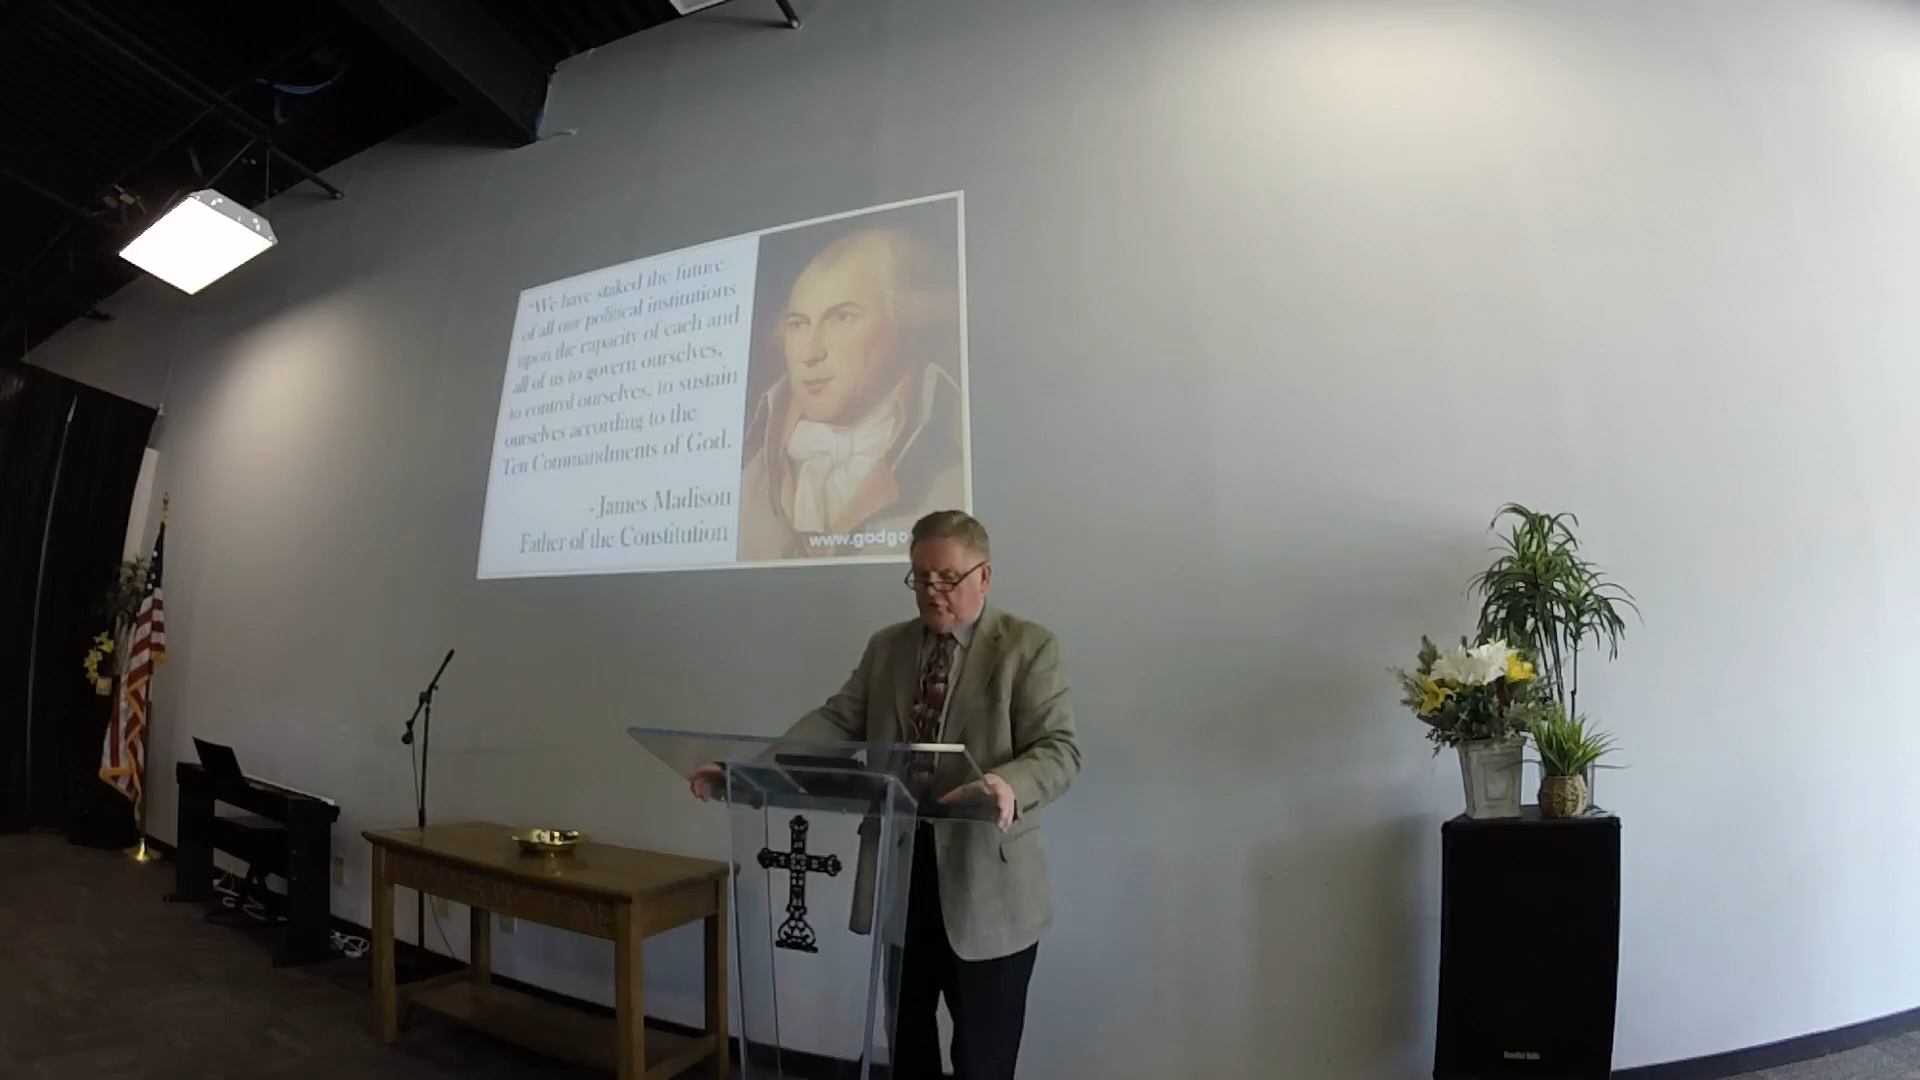 "We have staked the future
of all our political institutions
upon the capacity of each and
all of us to govern ourselves,
to control ourselves, to sustain
ourselves according to the
Ten Commandments of God.
-James Madison
Father of the Constitution
www.godgo